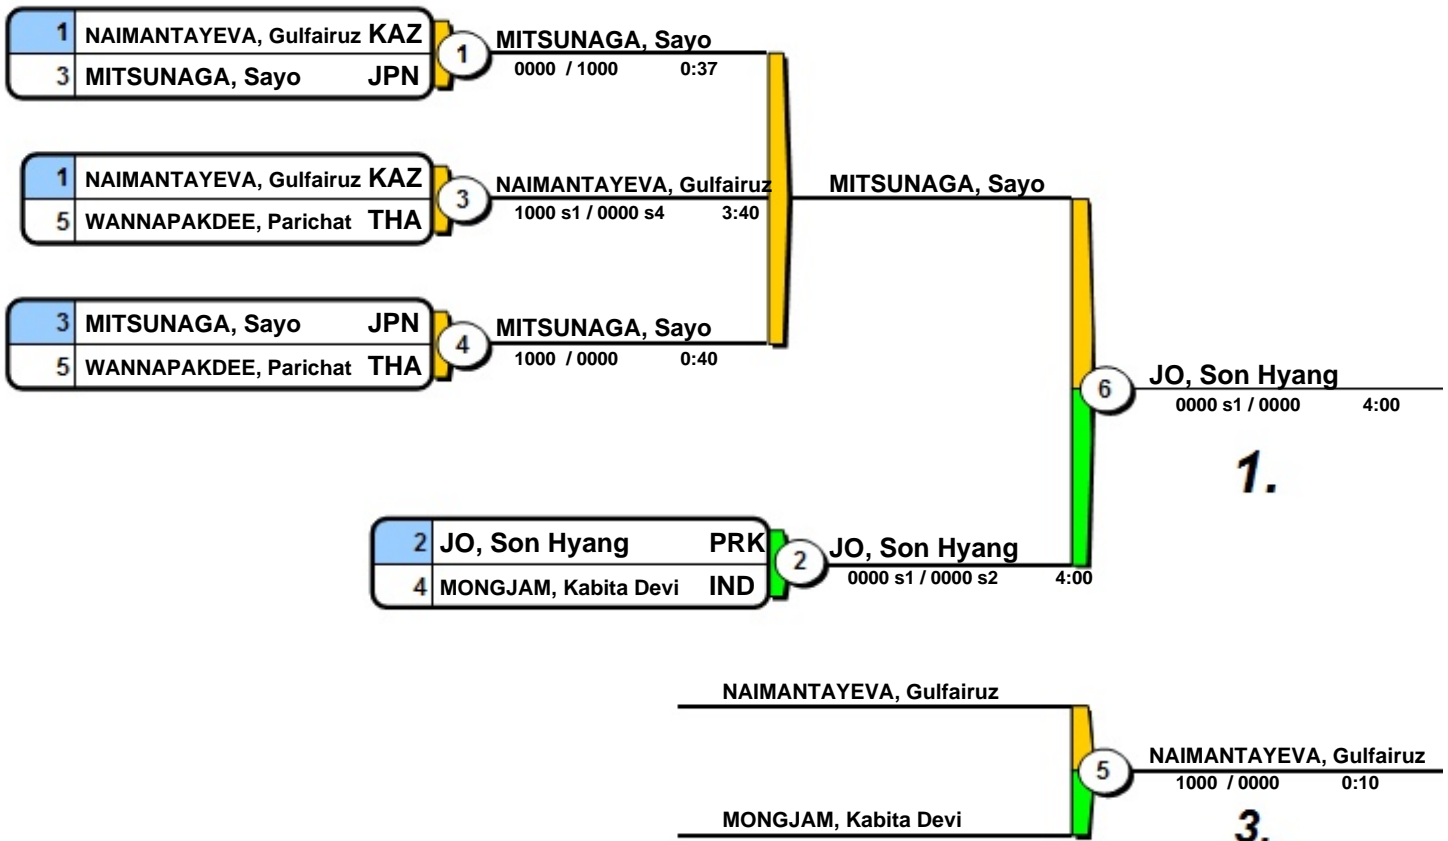 1 NAIMANTAYEVA, Gulfairuz KAZ
3 MITSUNAGA, Sayo JPN
1
MITSUNAGA, Sayo
0000 / 1000 0:37
1 NAIMANTAYEVA, Gulfairuz KAZ
5 WANNAPAKDEE, Parichat THA
3
NAIMANTAYEVA, Gulfairuz
1000 s1 / 0000 s4 3:40
MITSUNAGA, Sayo
3 MITSUNAGA, Sayo JPN
5 WANNAPAKDEE, Parichat THA
4
MITSUNAGA, Sayo
1000 / 0000 0:40
6
JO, Son Hyang
0000 s1 / 0000 4:00
1.
2 JO, Son Hyang PRK
4 MONGJAM, Kabita Devi IND
2
JO, Son Hyang
0000 s1 / 0000 s2 4:00
NAIMANTAYEVA, Gulfairuz
5
NAIMANTAYEVA, Gulfairuz
1000 / 0000 0:10
MONGJAM, Kabita Devi
3.